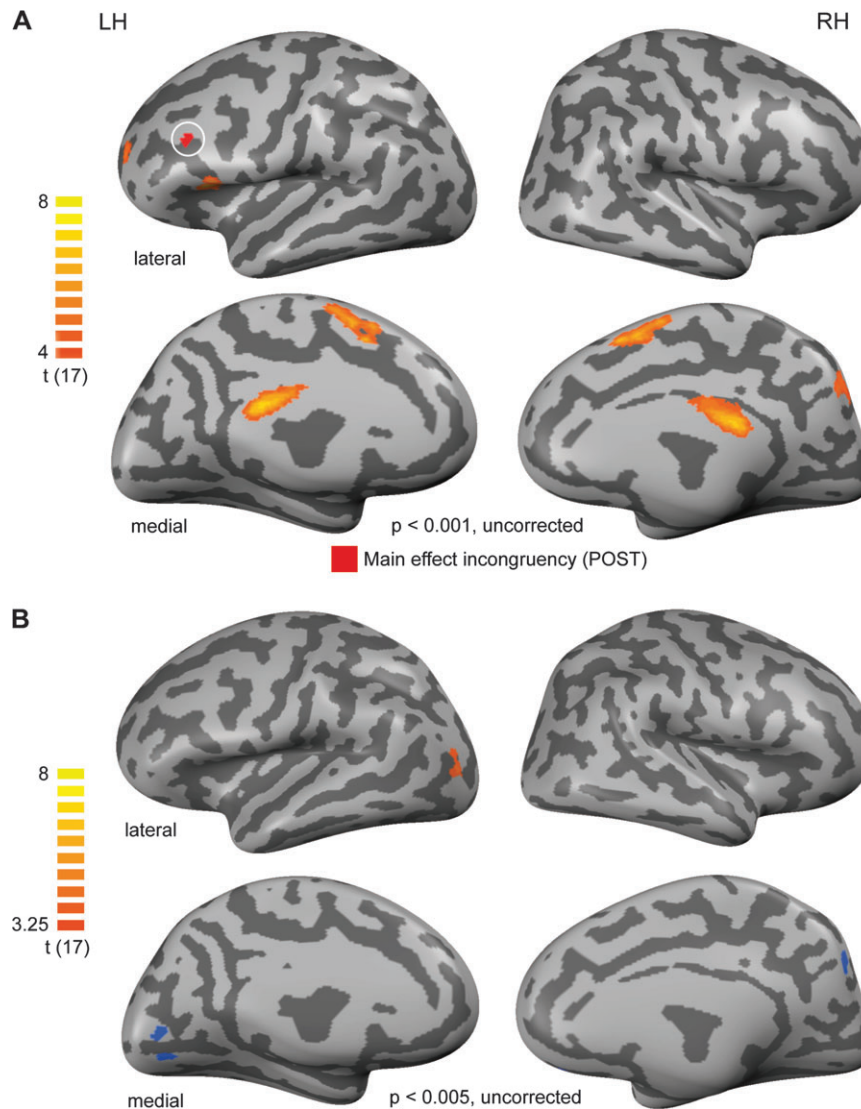 A
LH
RH
8
4
t (17)
lateral
medial
p < 0.001, uncorrected
Main effect incongruency (POST)
B
8
3.25
t (17)
lateral
medial
p < 0.005, uncorrected